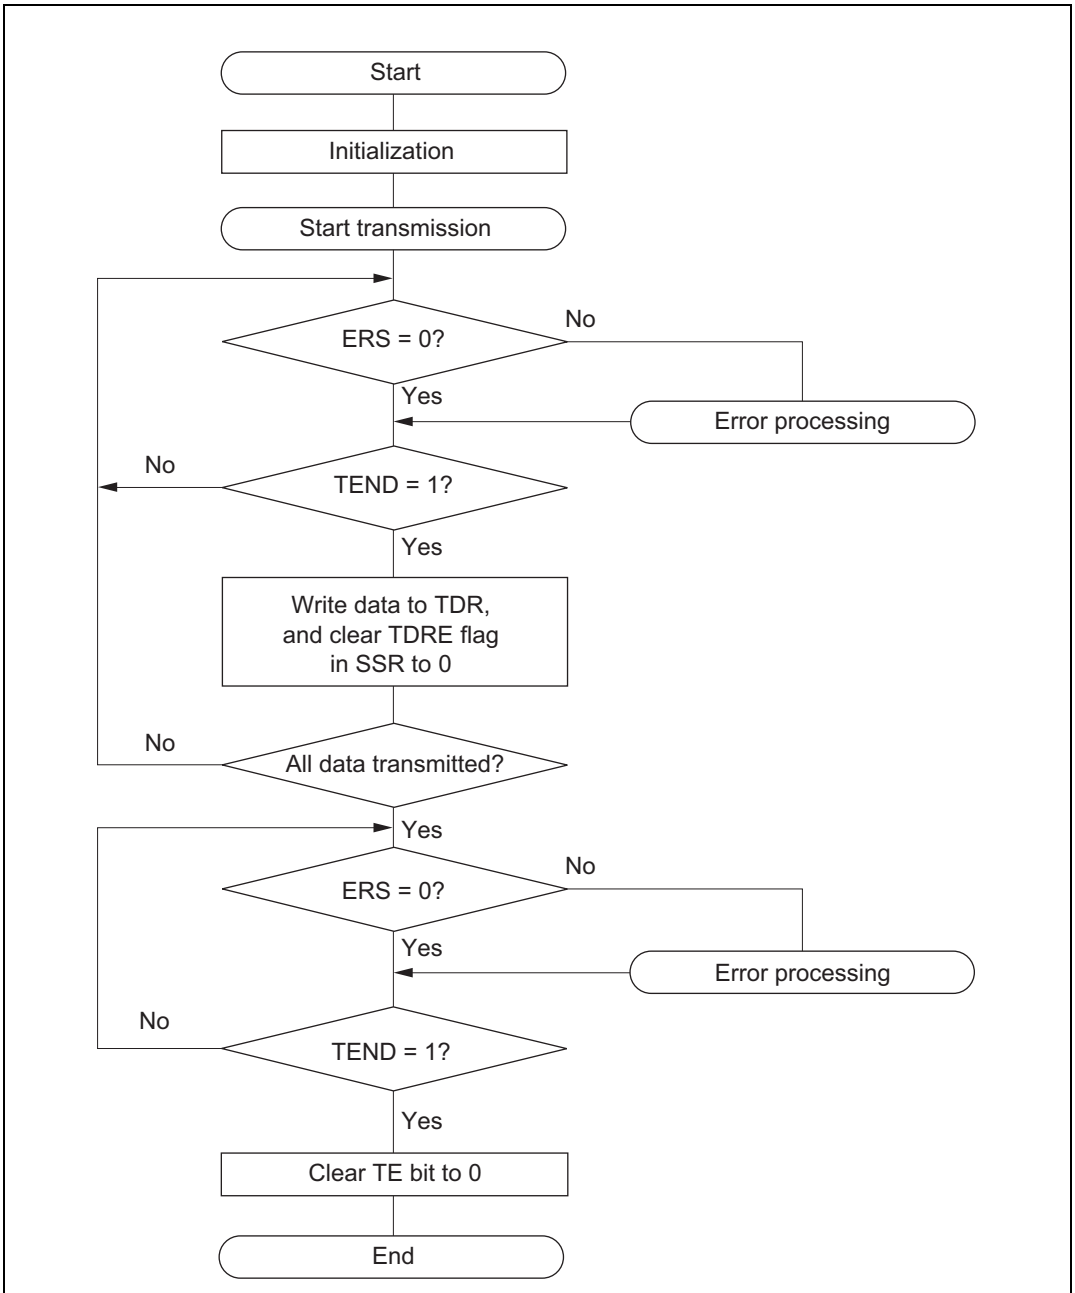 Start
Initialization
Start transmission
ERS = 0?
No
Yes
Error processing
No
TEND = 1?
Yes
Write data to TDR,
and clear TDRE flag
in SSR to 0
No
All data transmitted?
Yes
ERS = 0?
No
Yes
Error processing
No
TEND = 1?
Yes
Clear TE bit to 0
End